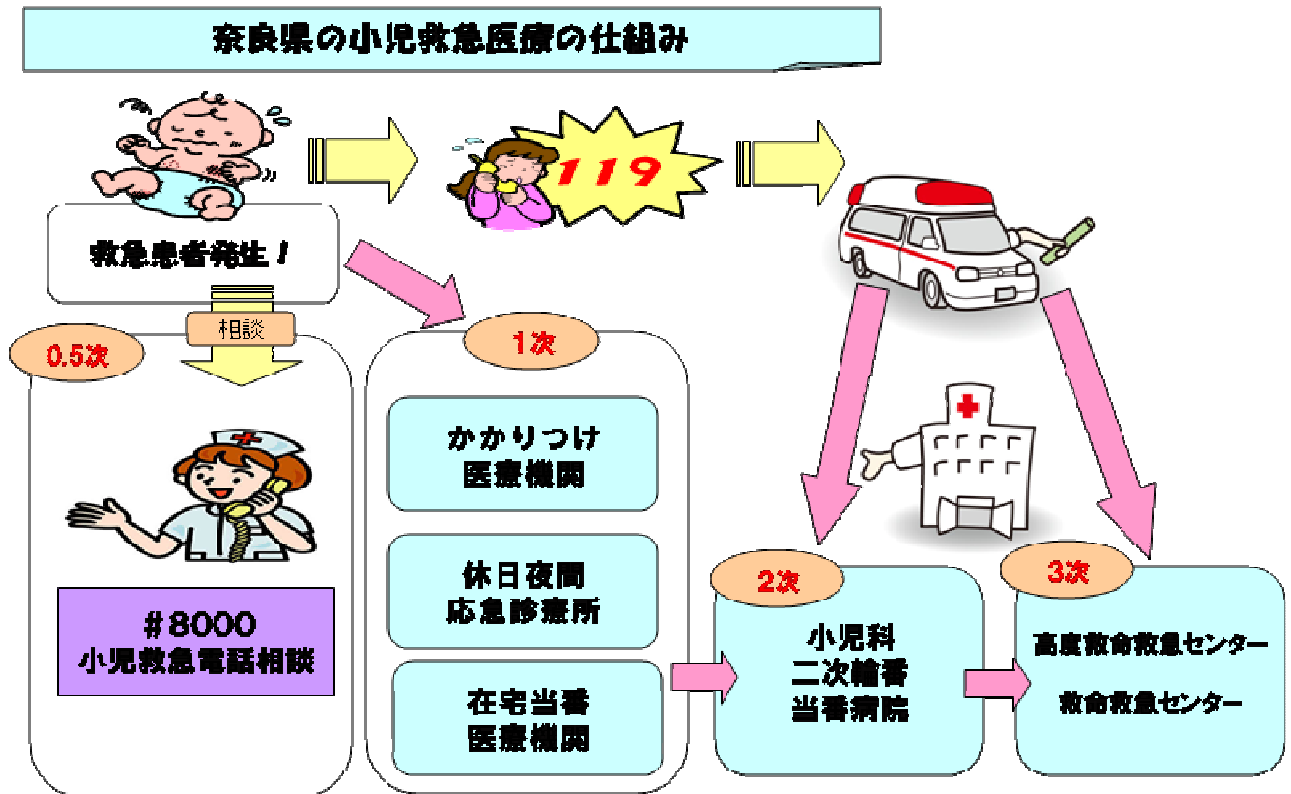 奈良県の小児救急医療の仕組み
119
救急患者発生！
相談
0.5次
1次
かかりつけ
医療機関
休日夜間
応急診療所
在宅当番
医療機関
＃8000
小児救急電話相談
2次
小児科
二次輪番
当番病院
3次
高度救命救急センター
救命救急センター